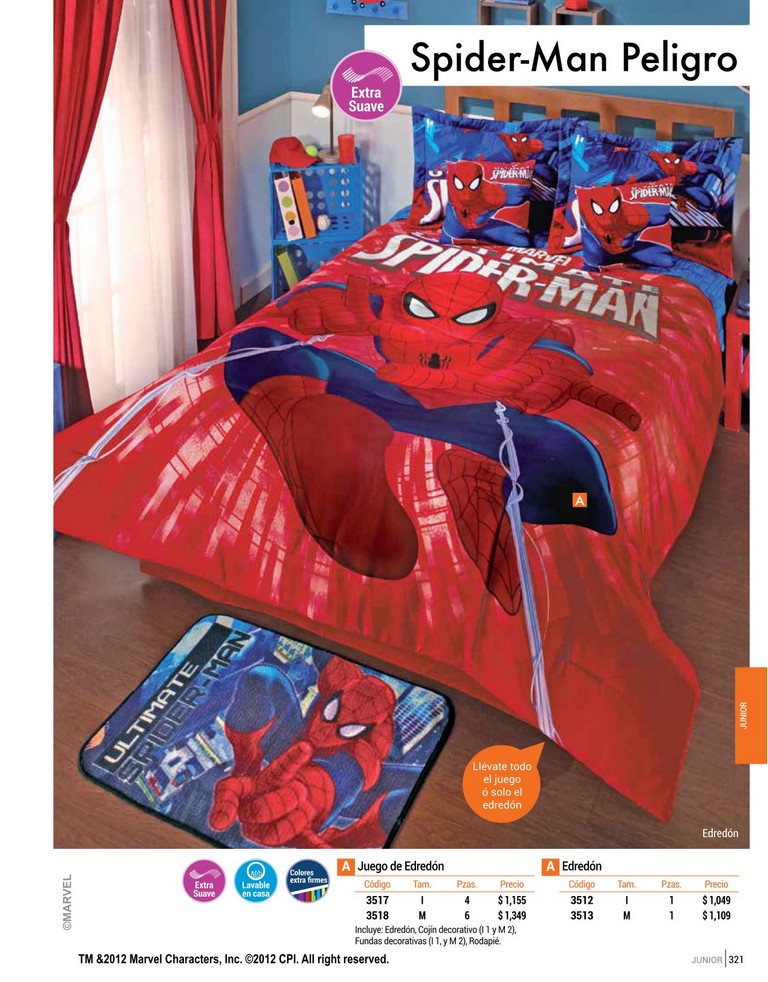 Spider-Man Peligro
Extra
Suave
SPIDER-MAN
SPIDER-MAN
MARVEL
ULTIMATE
SPIDER-MAN
A
ULTIMATE
SPIDER-MAN
JUNIOR
Llévate todo
el juego
ó solo el
edredón
Edredón
Extra
Suave
Lavable
en casa
Colores
extra firmes
A Juego de Edredón
Código Tam. Pzas. Precio
3517 I 4 $1,155
3518 M 6 $1,349
Incluye: Edredón, Cojín decorativo (I 1 y M 2),
Fundas decorativas (I 1, y M 2), Rodapié.
A Edredón
Código Tam. Pzas. Precio
3512 I 1 $1,049
3513 M 1 $1,109
©MARVEL
TM &2012 Marvel Characters, Inc. ©2012 CPI. All right reserved.
JUNIOR 321